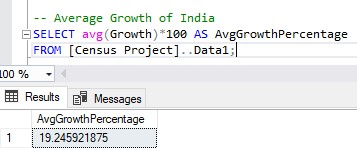 -- Average Growth of India
SELECT avg(Growth)*100 AS AvgGrowthPercentage
FROM [Census Project]..Data1;
00 %
Results Messages
AvgGrowthPercentage
1 19.245921875